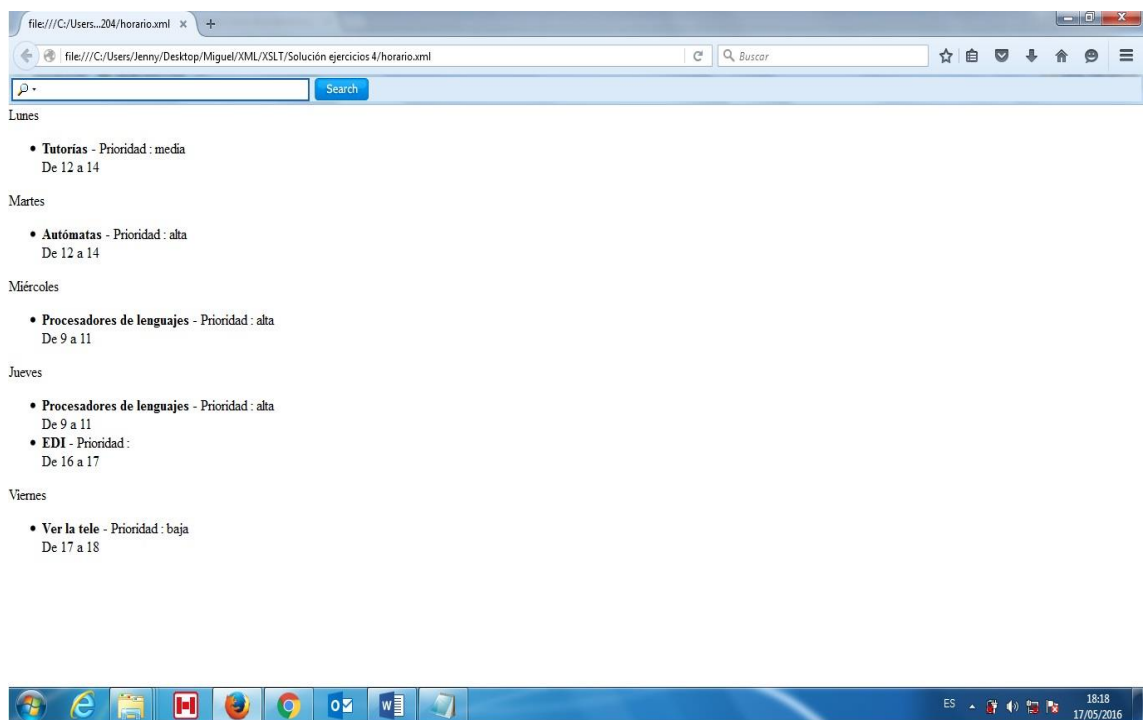 file:///C:/Users...204/horario.xml × +
file:///C:/Users/Jenny/Desktop/Miguel/XML/XSLT/Solución ejercicios 4/horario.xml
Buscar
Search
Lunes
• Tutorías - Prioridad : media
De 12 a 14
Martes
• Autómatas - Prioridad : alta
De 12 a 14
Miércoles
• Procesadores de lenguajes - Prioridad : alta
De 9 a 11
Jueves
• Procesadores de lenguajes - Prioridad : alta
De 9 a 11
• EDI - Prioridad :
De 16 a 17
Viernes
• Ver la tele - Prioridad : baja
De 17 a 18
ES
18:18
17/05/2016